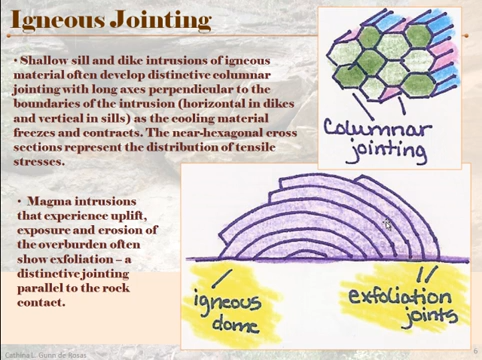 Igneous Jointing
• Shallow sill and dike intrusions of igneous
material often develop distinctive columnar
jointing with long axes perpendicular to the
boundaries of the intrusion (horizontal in dikes
and vertical in sills) as the cooling material
freezes and contracts. The near-hexagonal cross
sections represent the distribution of tensile
stresses.
Columnar
jointing
• Magma intrusions
that experience uplift,
exposure and erosion of
the overburden often
show exfoliation – a
distinctive jointing
parallel to the rock
contact.
igneous
dome
exfoliation
joints
Cathina L. Gunn de Rosas
6